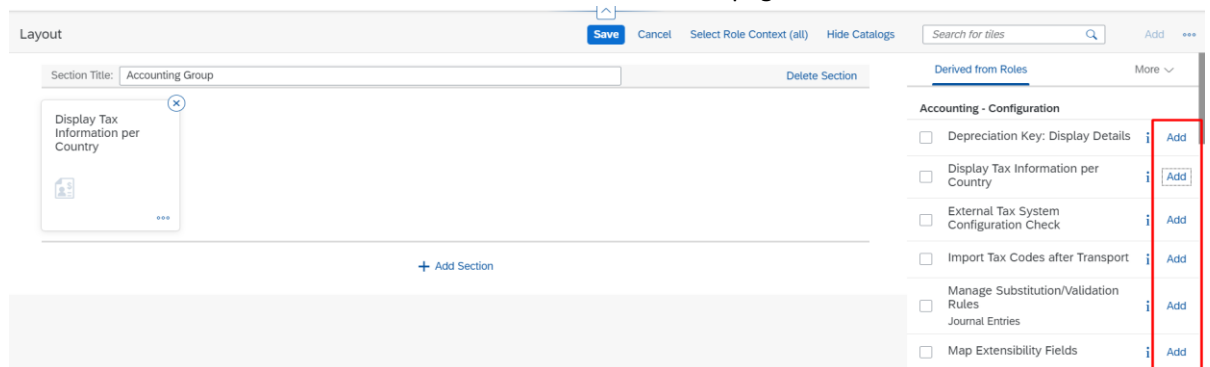 Layout
Save Cancel Select Role Context (all) Hide Catalogs
Search for tiles
Add
Section Title: Accounting Group
Delete Section
Display Tax
Information per
Country
+ Add Section
Derived from Roles More
Accounting - Configuration
Depreciation Key: Display Details i Add
Display Tax Information per
Country i Add
External Tax System
Configuration Check i Add
Import Tax Codes after Transport i Add
Manage Substitution/Validation
Rules i Add
Journal Entries
Map Extensibility Fields i Add